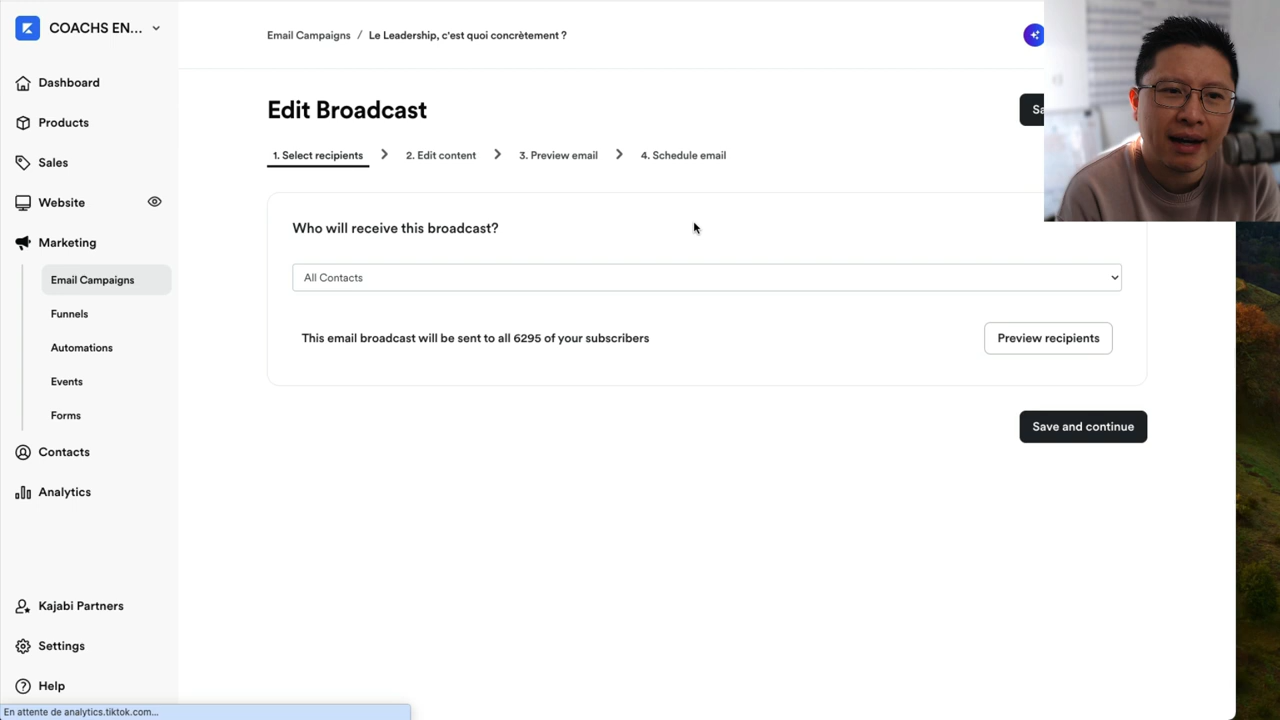 COACHS EN...
Dashboard
Products
Sales
Website
Marketing
Email Campaigns
Funnels
Automations
Events
Forms
Contacts
Analytics
Kajabi Partners
Settings
Help
En attente de analytics.tiktok.com...
Email Campaigns / Le Leadership, c'est quoi concrètement ?
Edit Broadcast
1. Select recipients
2. Edit content
3. Preview email
4. Schedule email
Who will receive this broadcast?
All Contacts
This email broadcast will be sent to all 6295 of your subscribers
Preview recipients
Save and continue